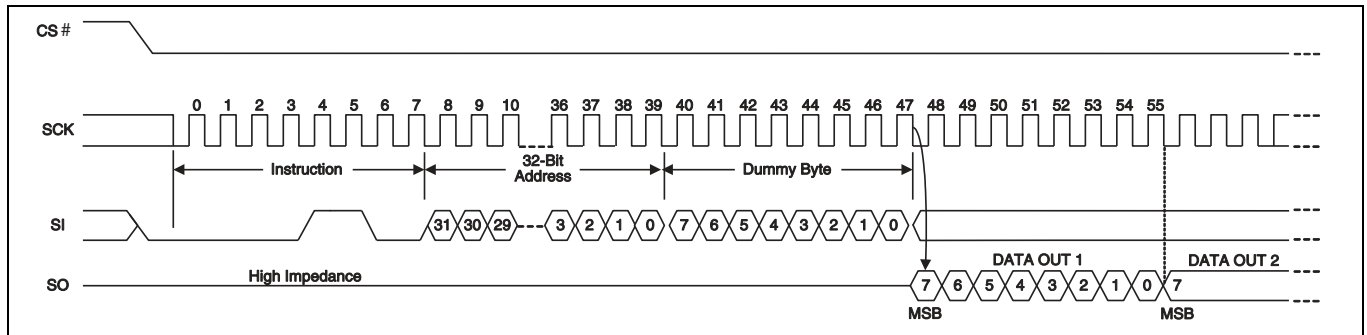 CS #
0 1 2 3 4 5 6 7 8 9 10 36 37 38 39 40 41 42 43 44 45 46 47 48 49 50 51 52 53 54 55
SCK
Instruction
32-Bit
Address
Dummy Byte
SI
31 30 29 3 2 1 0 7 6 5 4 3 2 1 0
DATA OUT 1
DATA OUT 2
High Impedance
SO
7 6 5 4 3 2 1 0 7
MSB
MSB